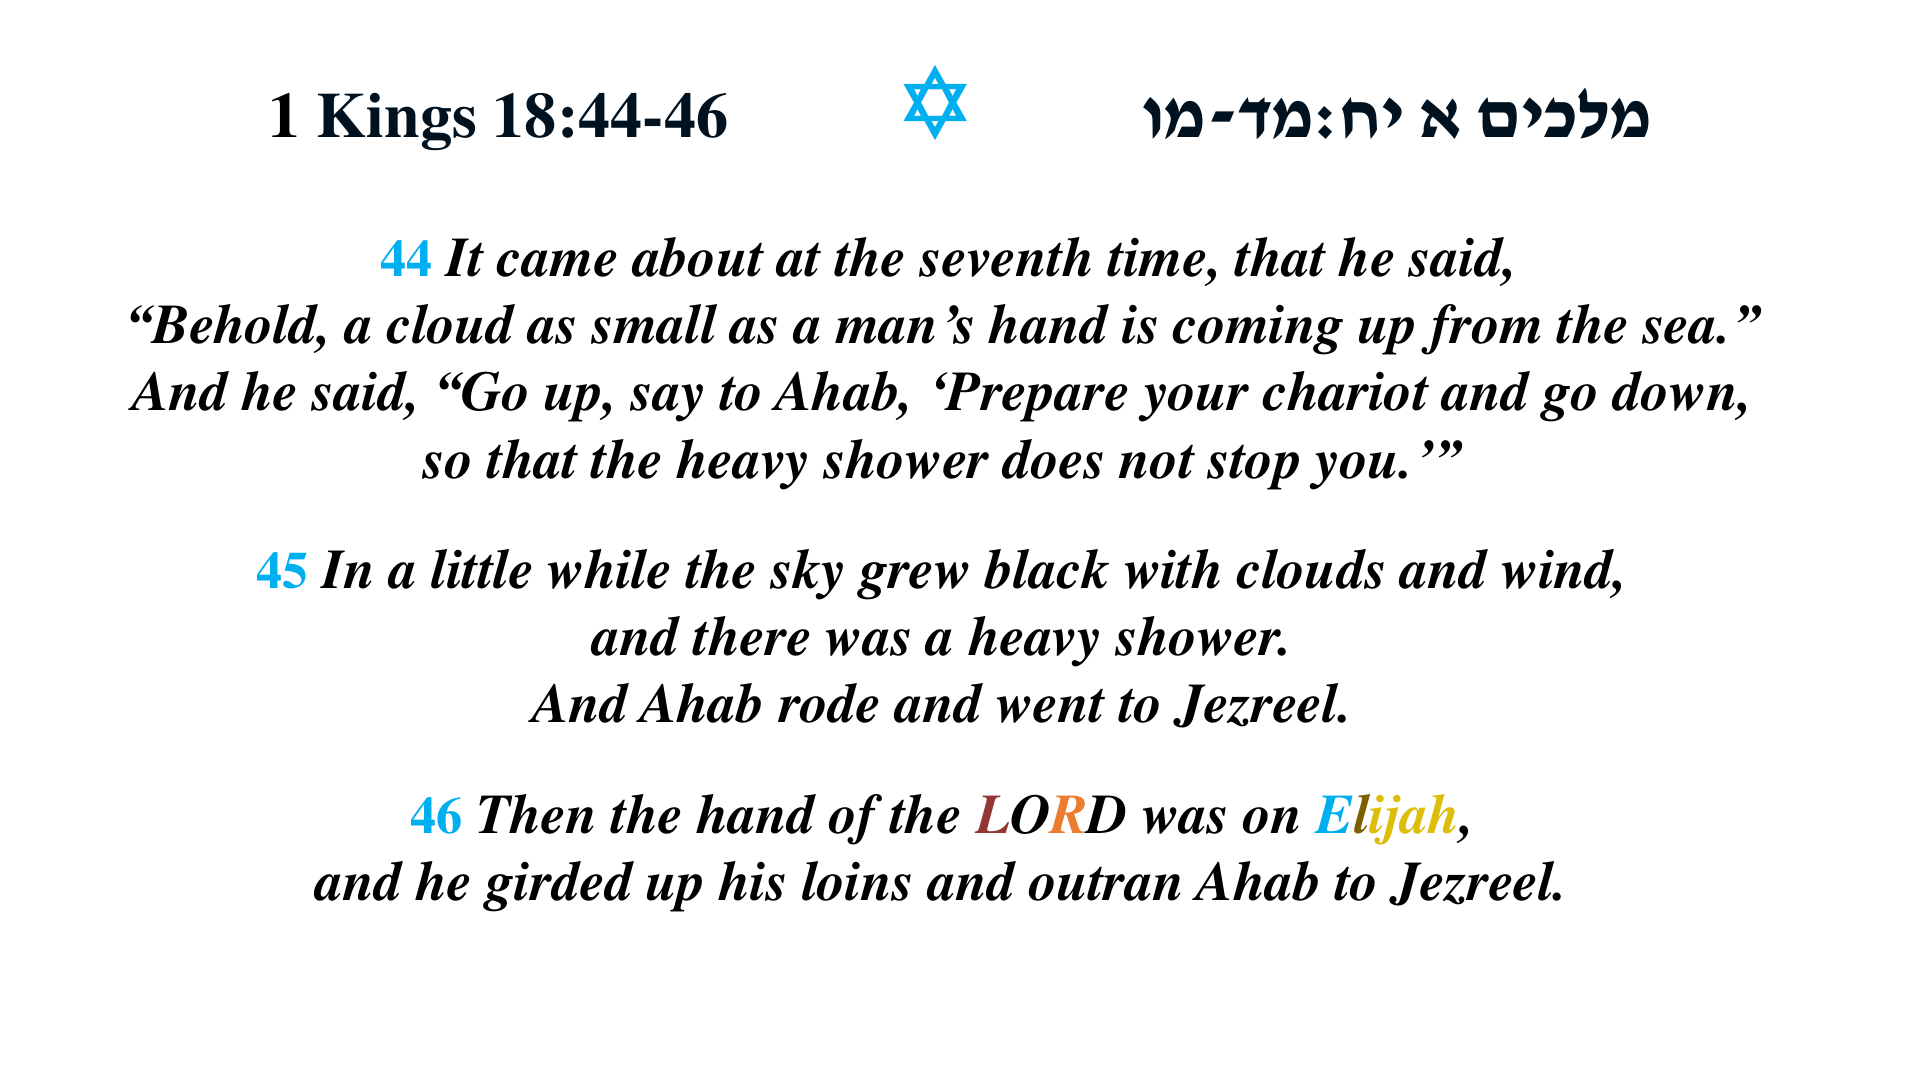 1 Kings 18:44-46 ✡ מלכים א יח:מד-מו
44 It came about at the seventh time, that he said,
“Behold, a cloud as small as a man’s hand is coming up from the sea.”
And he said, “Go up, say to Ahab, ‘Prepare your chariot and go down,
so that the heavy shower does not stop you.’”
45 In a little while the sky grew black with clouds and wind,
and there was a heavy shower.
And Ahab rode and went to Jezreel.
46 Then the hand of the LORD was on Elijah,
and he girded up his loins and outran Ahab to Jezreel.